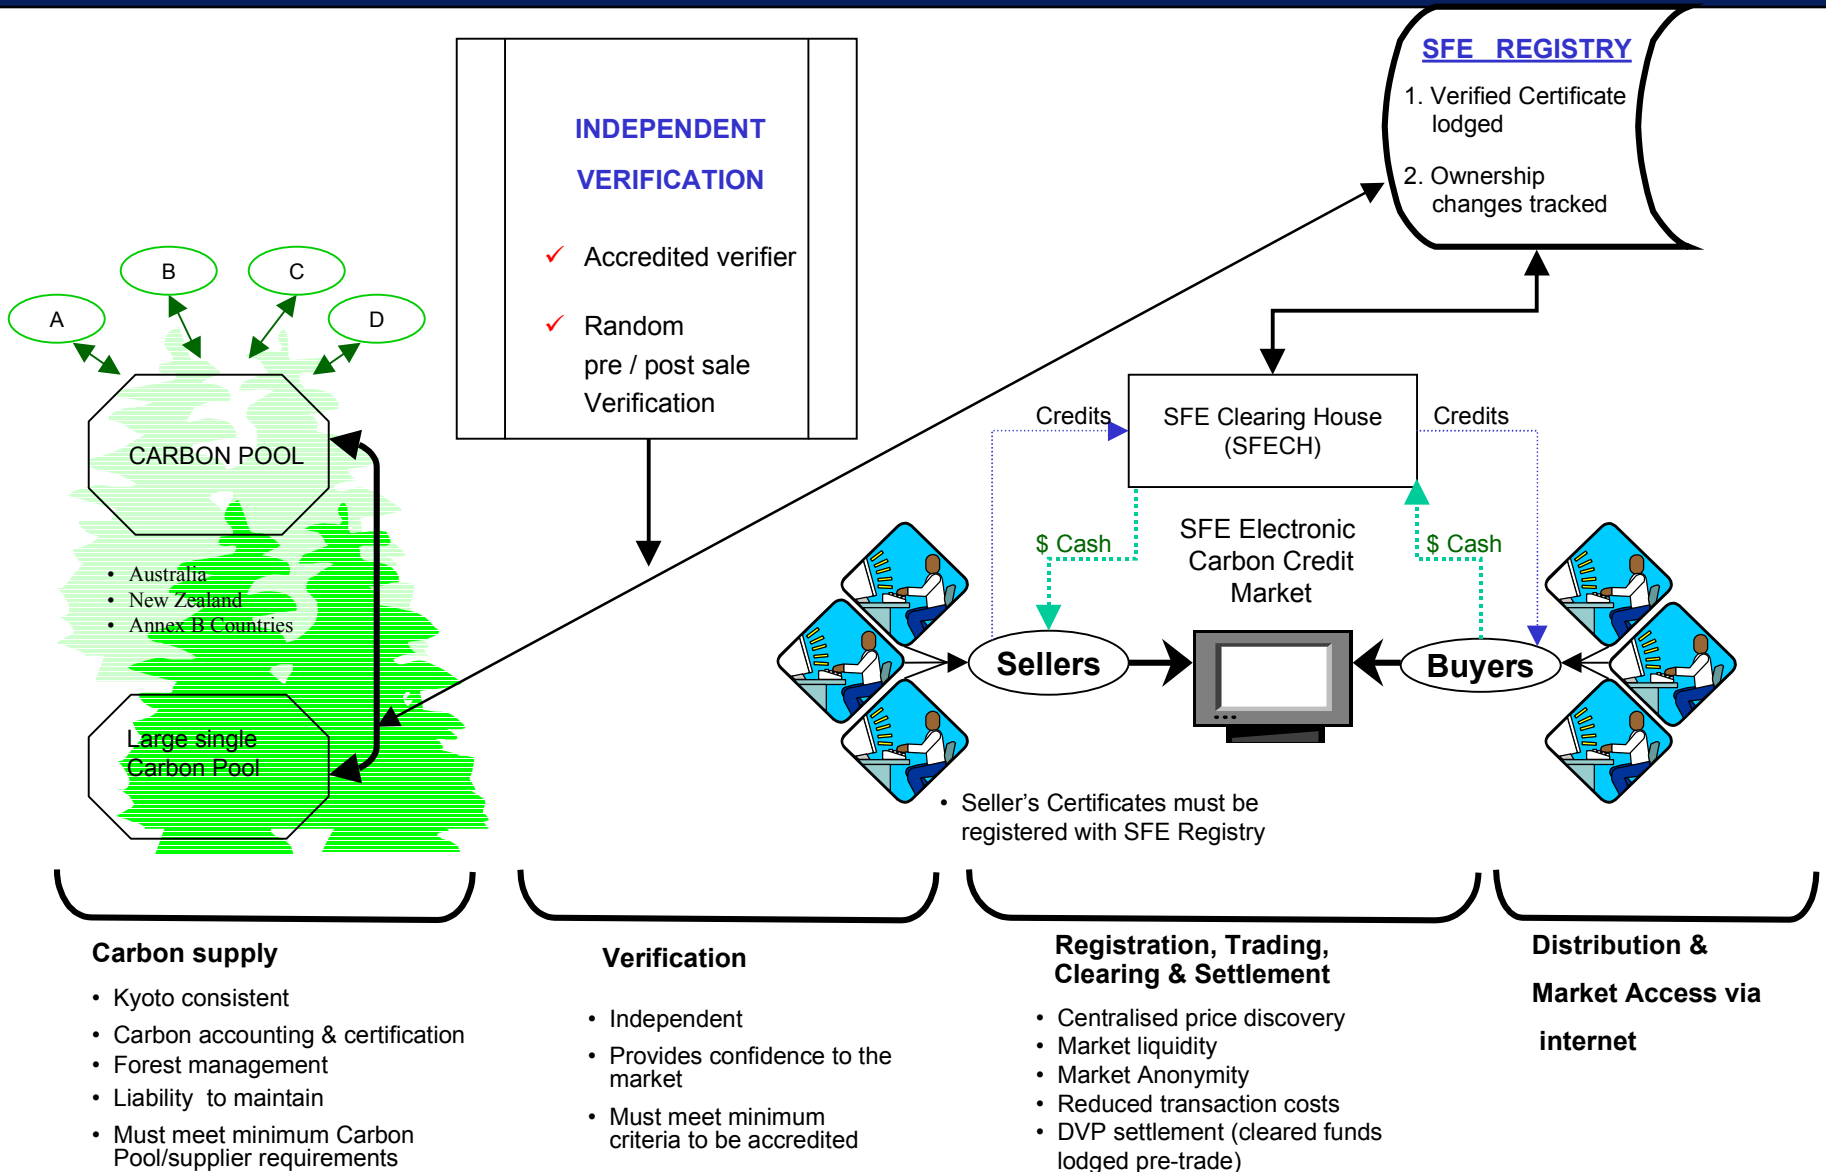 SFE REGISTRY
1. Verified Certificate
lodged
2. Ownership
changes tracked
INDEPENDENT
VERIFICATION
✓ Accredited verifier
✓ Random
pre / post sale
Verification
A
B
C
D
CARBON POOL
• Australia
• New Zealand
• Annex B Countries
Large single
Carbon Pool
Credits
SFE Clearing House
(SFECH)
Credits
$ Cash
SFE Electronic
Carbon Credit
Market
$ Cash
Sellers
Buyers
• Seller’s Certificates must be
registered with SFE Registry
Carbon supply
• Kyoto consistent
• Carbon accounting & certification
• Forest management
• Liability to maintain
• Must meet minimum Carbon
Pool/supplier requirements
Verification
• Independent
• Provides confidence to the
market
• Must meet minimum
criteria to be accredited
Registration, Trading,
Clearing & Settlement
• Centralised price discovery
• Market liquidity
• Market Anonymity
• Reduced transaction costs
• DVP settlement (cleared funds
lodged pre-trade)
Distribution &
Market Access via
internet